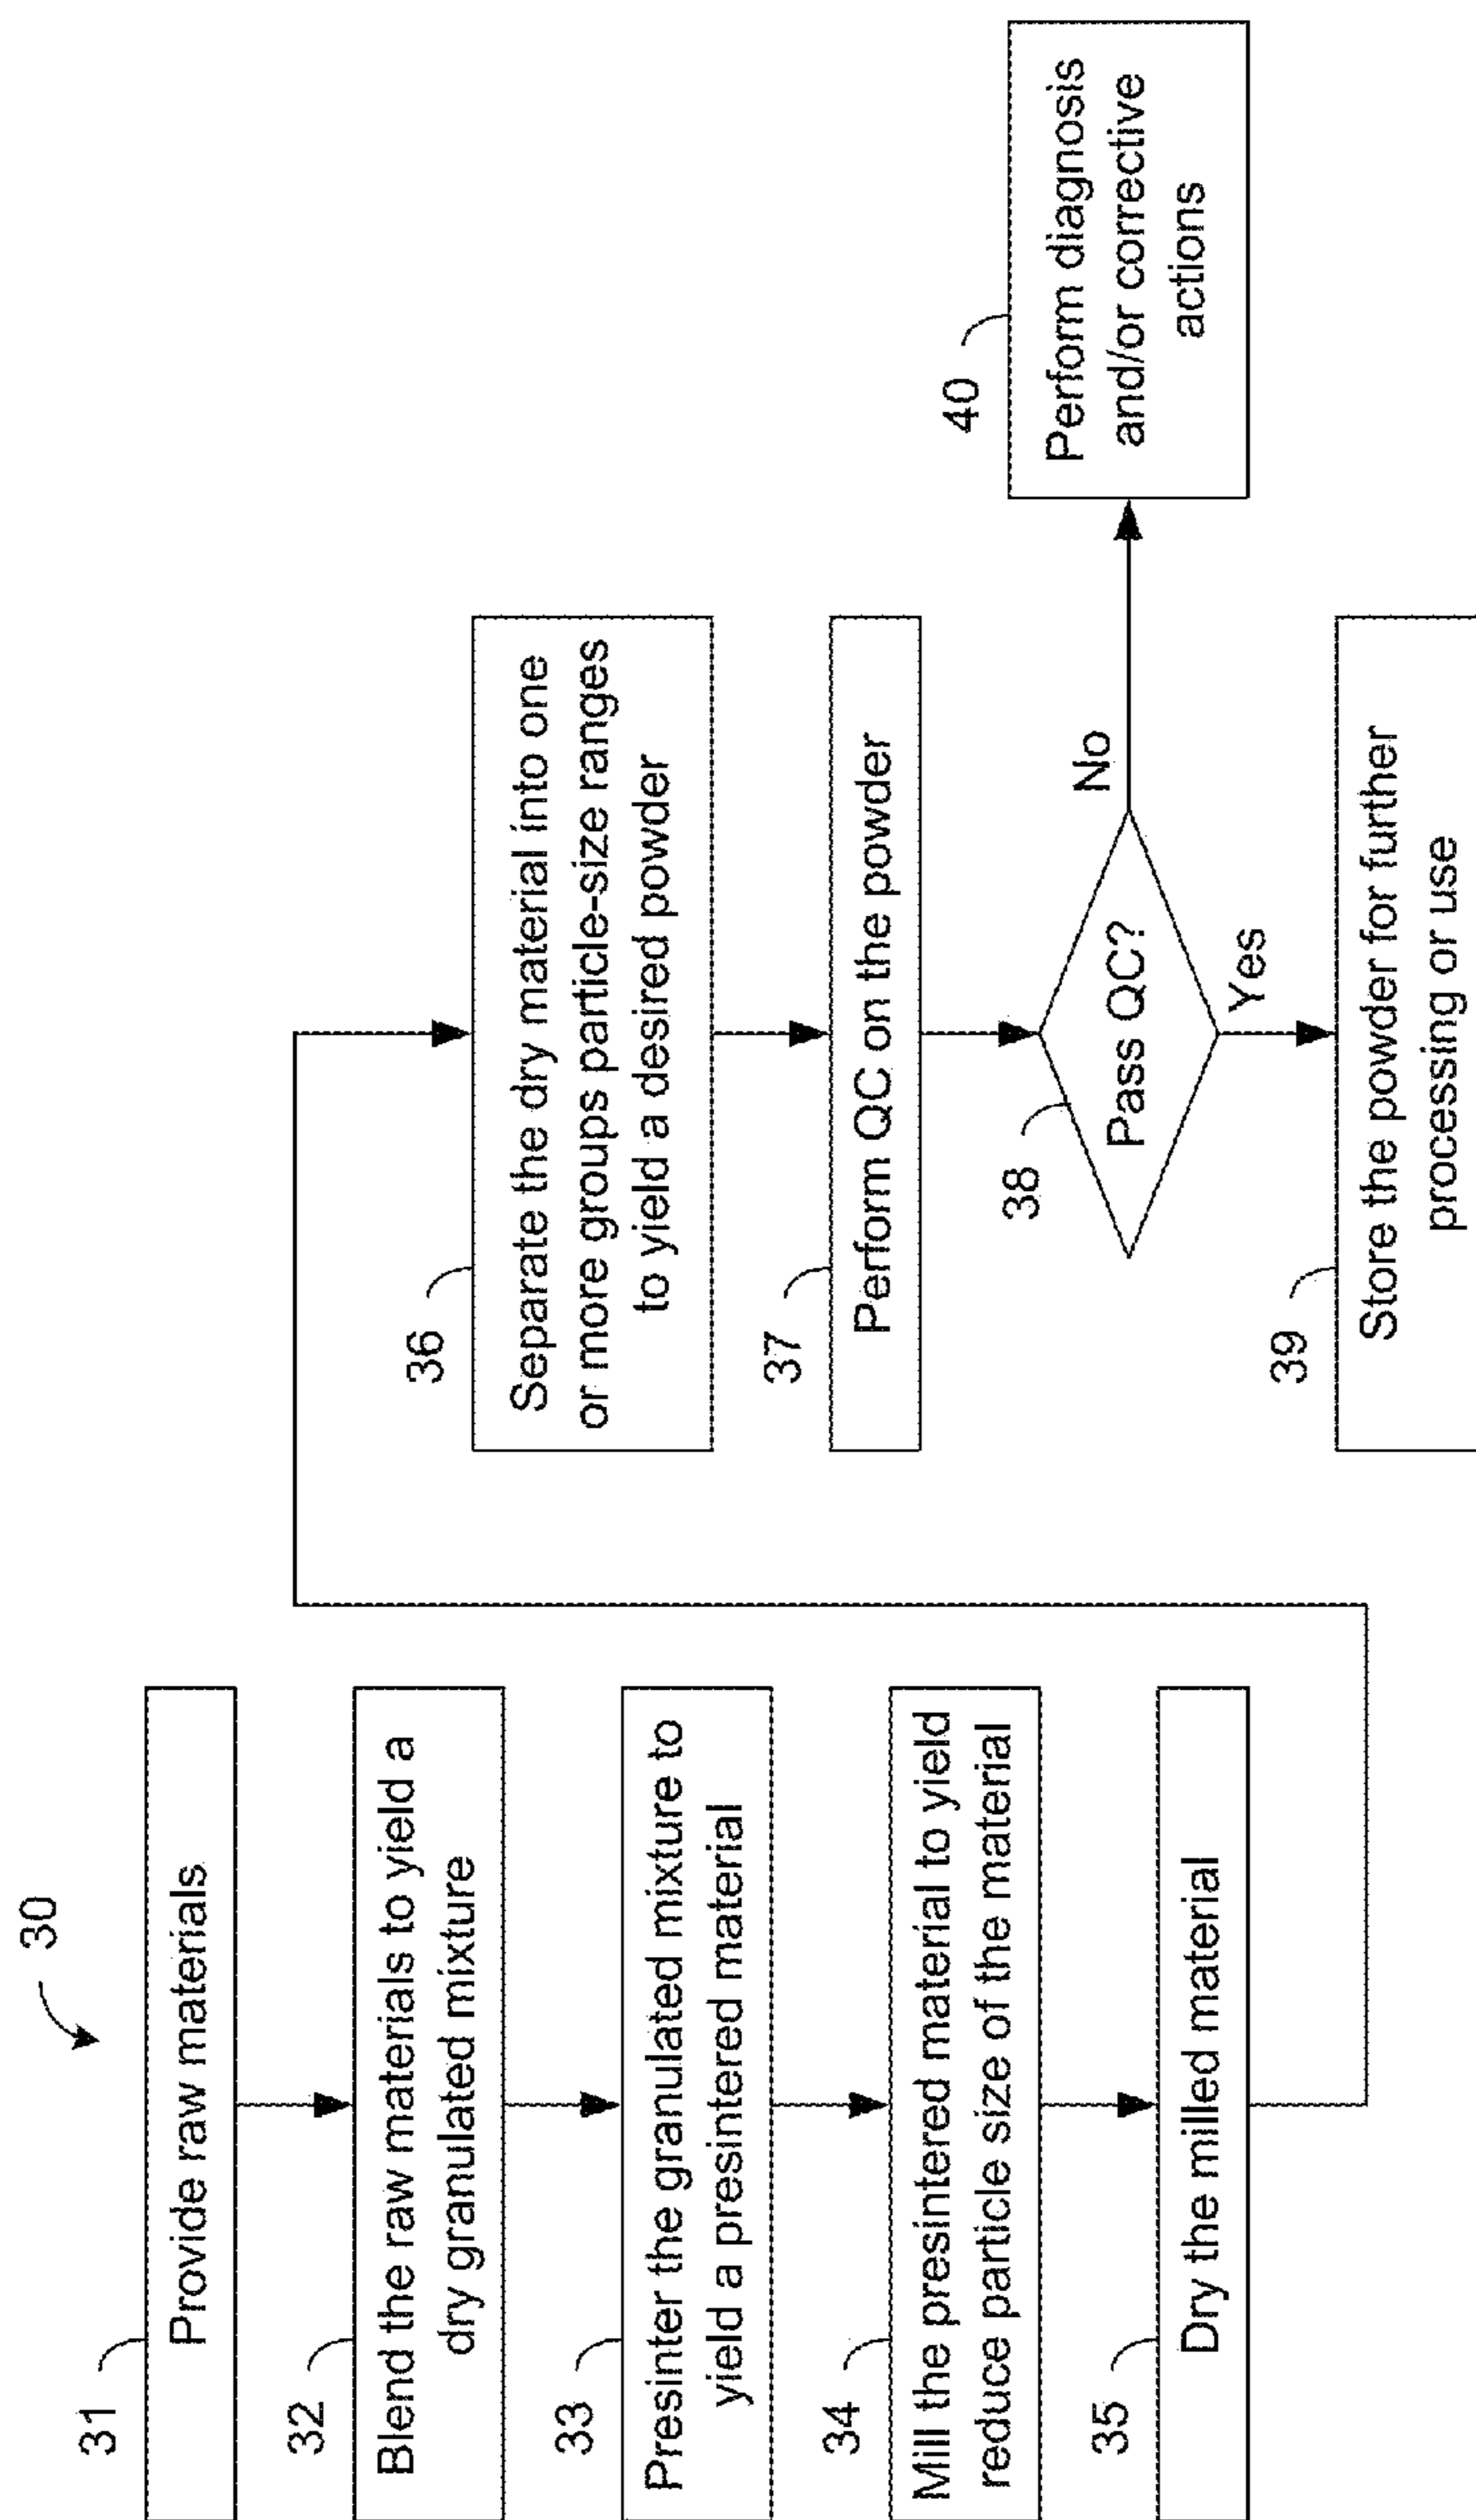 30
31
Provide raw materials
32
Blend the raw materials to yield a
dry granulated mixture
33
Presinter the granulated mixture to
yield a presintered material
34
Mill the presintered material to yield
reduce particle size of the material
35
Dry the milled material
36
Separate the dry material into one
or more groups particle-size ranges
to yield a desired powder
37
Perform QC on the powder
38
Pass QC?
No
Yes
40
Perform diagnosis
and/or corrective
actions
39
Store the powder for further
processing or use